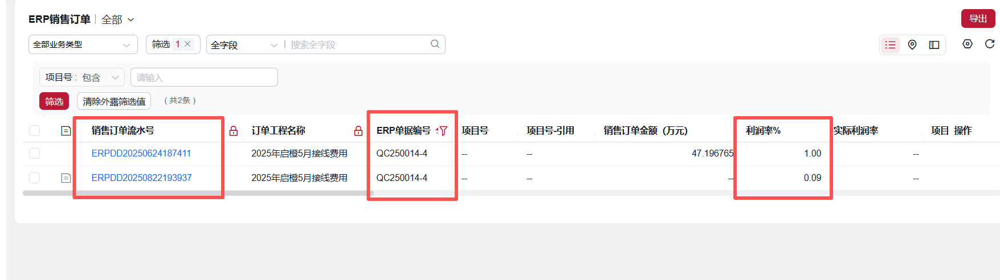 ERP销售订单 全部 导出
全部业务类型 筛选 1 全字段 搜索全字段
项目号： 包含 请输入
筛选 清除外露筛选值 （共2条）
销售订单流水号 订单工程名称 ERP单据编号 项目号 项目号-引用 销售订单金额（万元） 利润率% 实际利润率 项目 操作
ERPDD20250624187411 2025年启橙5月接线费用 QC250014-4 -- -- 47.196765 1.00 --
ERPDD20250822193937 2025年启橙5月接线费用 QC250014-4 -- -- -- 0.09 --